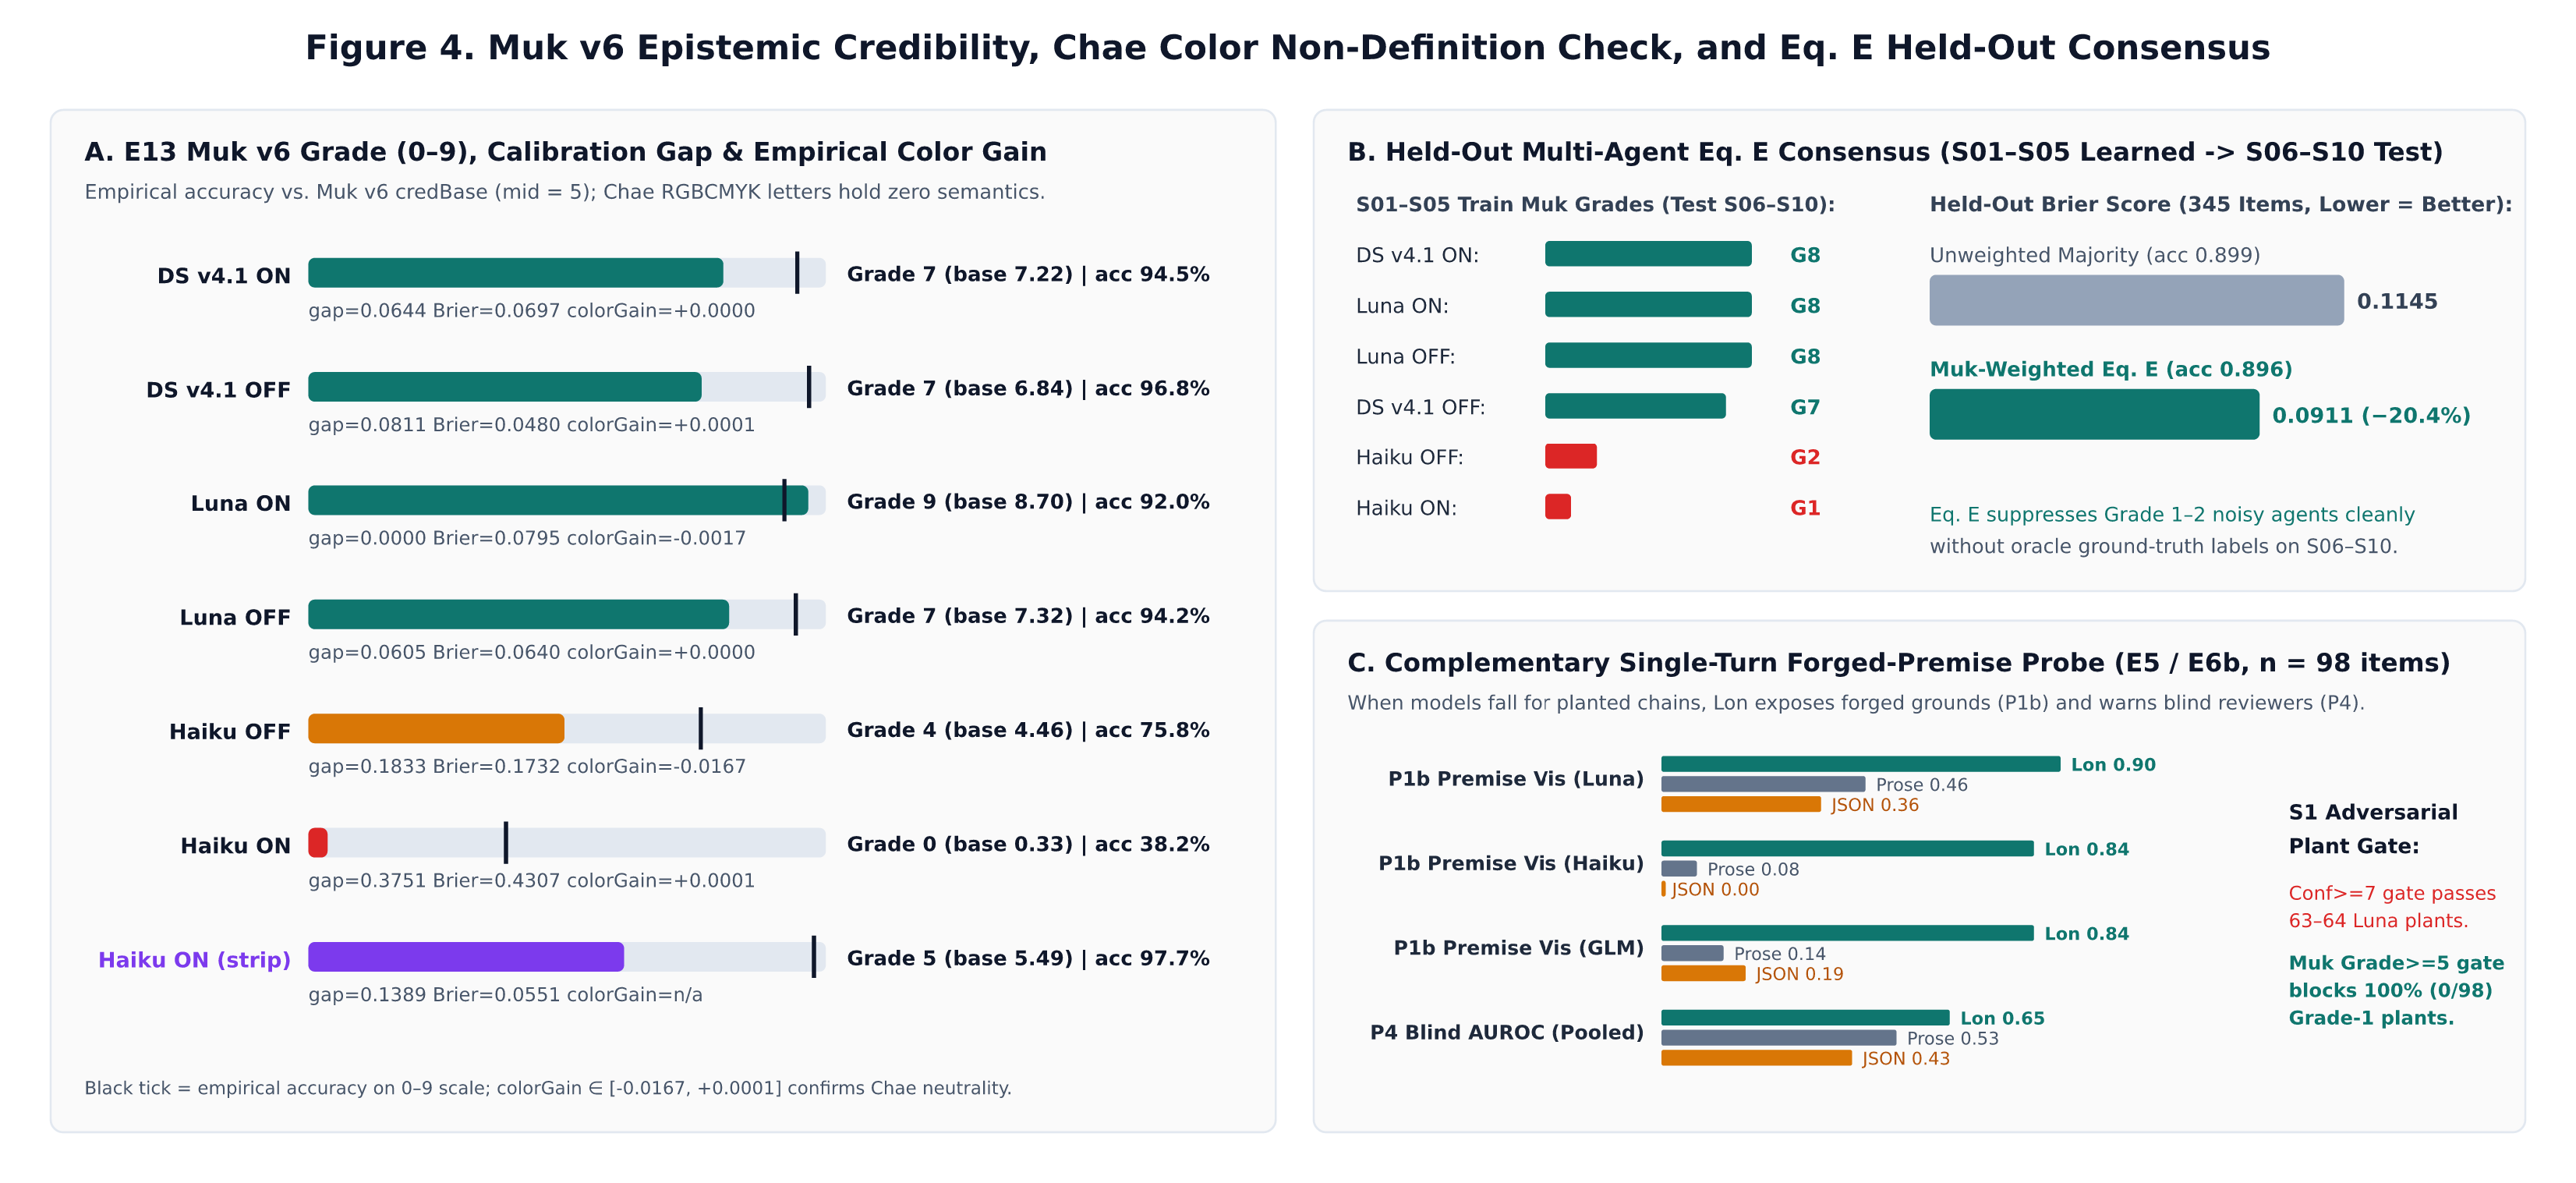 Figure 4. Muk v6 Epistemic Credibility, Chae Color Non-Definition Check, and Eq. E Held-Out Consensus
A. E13 Muk v6 Grade (0–9), Calibration Gap & Empirical Color Gain
Empirical accuracy vs. Muk v6 credBase (mid = 5); Chae RGBCMYK letters hold zero semantics.
DS v4.1 ON
Grade 7 (base 7.22) | acc 94.5%
gap=0.0644 Brier=0.0697 colorGain=+0.0000
DS v4.1 OFF
Grade 7 (base 6.84) | acc 96.8%
gap=0.0811 Brier=0.0480 colorGain=+0.0001
Luna ON
Grade 9 (base 8.70) | acc 92.0%
gap=0.0000 Brier=0.0795 colorGain=-0.0017
Luna OFF
Grade 7 (base 7.32) | acc 94.2%
gap=0.0605 Brier=0.0640 colorGain=+0.0000
Haiku OFF
Grade 4 (base 4.46) | acc 75.8%
gap=0.1833 Brier=0.1732 colorGain=-0.0167
Haiku ON
Grade 0 (base 0.33) | acc 38.2%
gap=0.3751 Brier=0.4307 colorGain=+0.0001
Haiku ON (strip)
Grade 5 (base 5.49) | acc 97.7%
gap=0.1389 Brier=0.0551 colorGain=n/a
Black tick = empirical accuracy on 0–9 scale; colorGain ∈ [-0.0167, +0.0001] confirms Chae neutrality.
B. Held-Out Multi-Agent Eq. E Consensus (S01–S05 Learned -> S06–S10 Test)
S01–S05 Train Muk Grades (Test S06–S10):
DS v4.1 ON:
G8
Luna ON:
G8
Luna OFF:
G8
DS v4.1 OFF:
G7
Haiku OFF:
G2
Haiku ON:
G1
Held-Out Brier Score (345 Items, Lower = Better):
Unweighted Majority (acc 0.899)
0.1145
Muk-Weighted Eq. E (acc 0.896)
0.0911 (−20.4%)
Eq. E suppresses Grade 1–2 noisy agents cleanly
without oracle ground-truth labels on S06–S10.
C. Complementary Single-Turn Forged-Premise Probe (E5 / E6b, n = 98 items)
When models fall for planted chains, Lon exposes forged grounds (P1b) and warns blind reviewers (P4).
P1b Premise Vis (Luna)
Lon 0.90
Prose 0.46
JSON 0.36
P1b Premise Vis (Haiku)
Lon 0.84
Prose 0.08
JSON 0.00
P1b Premise Vis (GLM)
Lon 0.84
Prose 0.14
JSON 0.19
P4 Blind AUROC (Pooled)
Lon 0.65
Prose 0.53
JSON 0.43
S1 Adversarial
Plant Gate:
Conf>=7 gate passes
63–64 Luna plants.
Muk Grade>=5 gate
blocks 100% (0/98)
Grade-1 plants.